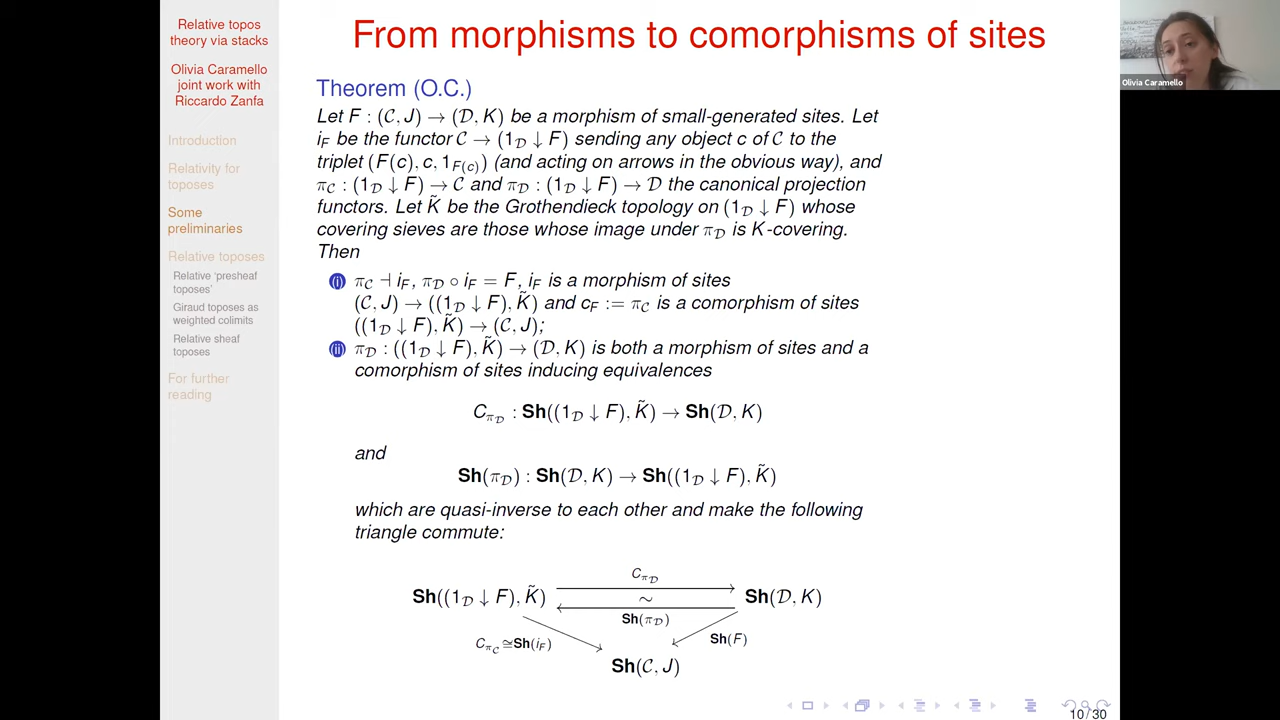 Relative topos
theory via stacks
Olivia Caramello
joint work with
Riccardo Zanfa
Introduction
Relativity for
toposes
Some
preliminaries
Relative toposes
Relative ‘presheaf
toposes’
Giraud toposes as
weighted colimits
Relative sheaf
toposes
For further
reading
From morphisms to comorphisms of sites
Theorem (O.C.)
Let F : (𝒞, J) → (𝒟, K) be a morphism of small-generated sites. Let
i_F be the functor 𝒞 → (1_𝒟 ↓ F) sending any object c of 𝒞 to the
triplet (F(c), c, 1_{F(c)}) (and acting on arrows in the obvious way), and
π_𝒞 : (1_𝒟 ↓ F) → 𝒞 and π_𝒟 : (1_𝒟 ↓ F) → 𝒟 the canonical projection
functors. Let K̃ be the Grothendieck topology on (1_𝒟 ↓ F) whose
covering sieves are those whose image under π_𝒟 is K-covering.
Then
(i) π_𝒞 ⊣ i_F, π_𝒟 ∘ i_F = F, i_F is a morphism of sites
(𝒞, J) → ((1_𝒟 ↓ F), K̃) and c_F := π_𝒞 is a comorphism of sites
((1_𝒟 ↓ F), K̃) → (𝒞, J);
(ii) π_𝒟 : ((1_𝒟 ↓ F), K̃) → (𝒟, K) is both a morphism of sites and a
comorphism of sites inducing equivalences
C_{π_𝒟} : Sh((1_𝒟 ↓ F), K̃) → Sh(𝒟, K)
and
Sh(π_𝒟) : Sh(𝒟, K) → Sh((1_𝒟 ↓ F), K̃)
which are quasi-inverse to each other and make the following
triangle commute:
C_{π_𝒟}
Sh((1_𝒟 ↓ F), K̃) ∼ Sh(𝒟, K)
Sh(π_𝒟)
C_{π_𝒞} ≅ Sh(i_F) Sh(F)
Sh(𝒞, J)
10 / 30
Olivia Caramello